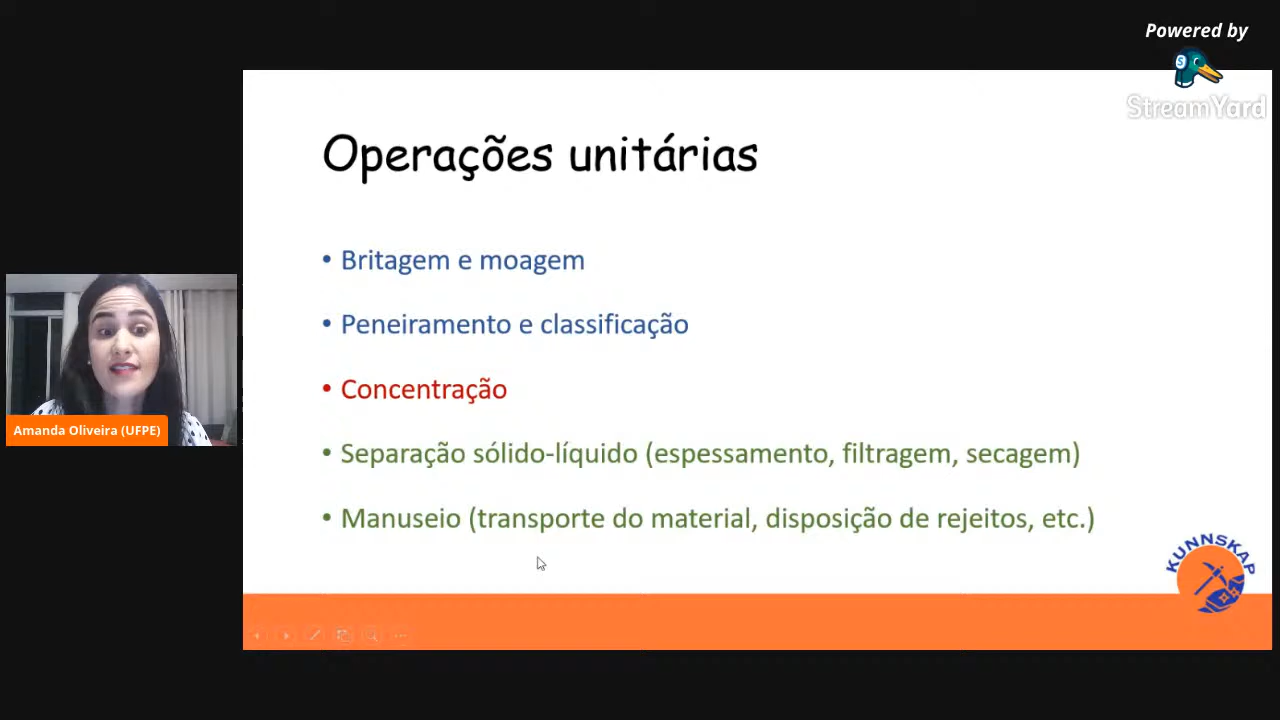 Powered by
StreamYard
Operações unitárias
• Britagem e moagem
• Peneiramento e classificação
• Concentração
• Separação sólido-líquido (espessamento, filtragem, secagem)
• Manuseio (transporte do material, disposição de rejeitos, etc.)
Amanda Oliveira (UFPE)
KUNNSKAP